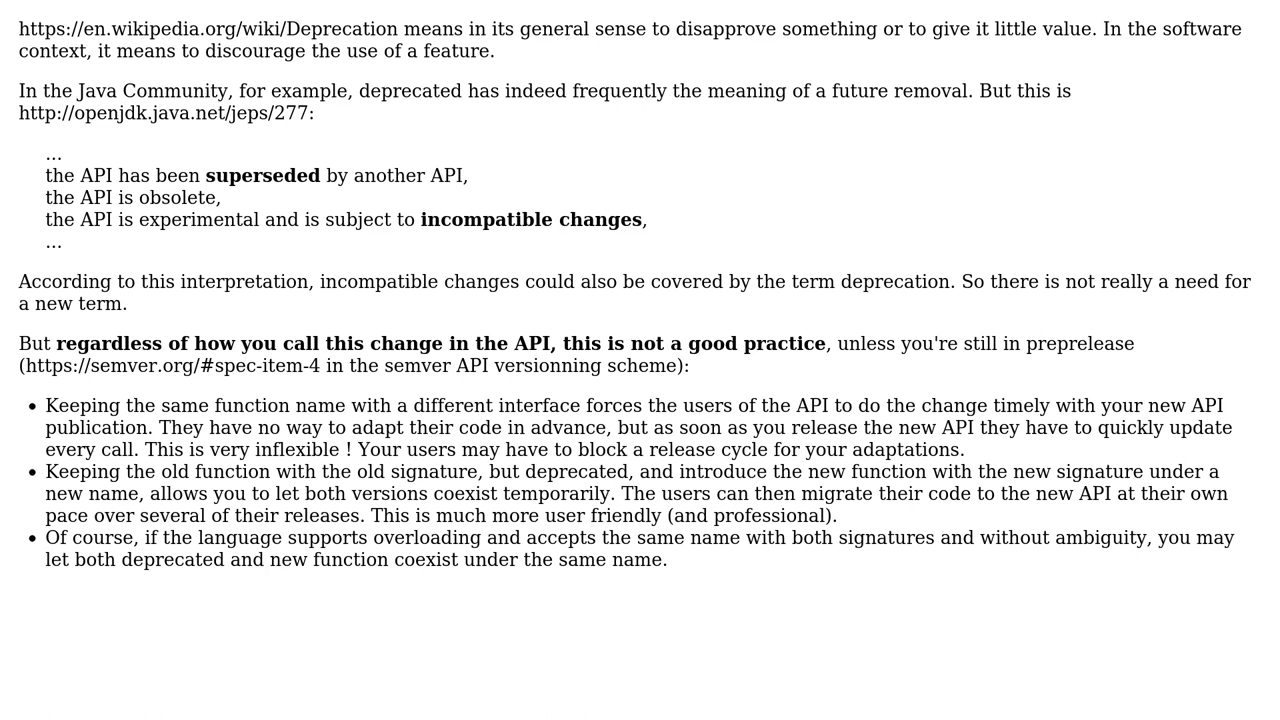 https://en.wikipedia.org/wiki/Deprecation means in its general sense to disapprove something or to give it little value. In the software
context, it means to discourage the use of a feature.
In the Java Community, for example, deprecated has indeed frequently the meaning of a future removal. But this is
http://openjdk.java.net/jeps/277:
...
the API has been superseded by another API,
the API is obsolete,
the API is experimental and is subject to incompatible changes,
...
According to this interpretation, incompatible changes could also be covered by the term deprecation. So there is not really a need for
a new term.
But regardless of how you call this change in the API, this is not a good practice, unless you're still in preprelease
(https://semver.org/#spec-item-4 in the semver API versionning scheme):
• Keeping the same function name with a different interface forces the users of the API to do the change timely with your new API
publication. They have no way to adapt their code in advance, but as soon as you release the new API they have to quickly update
every call. This is very inflexible ! Your users may have to block a release cycle for your adaptations.
• Keeping the old function with the old signature, but deprecated, and introduce the new function with the new signature under a
new name, allows you to let both versions coexist temporarily. The users can then migrate their code to the new API at their own
pace over several of their releases. This is much more user friendly (and professional).
• Of course, if the language supports overloading and accepts the same name with both signatures and without ambiguity, you may
let both deprecated and new function coexist under the same name.